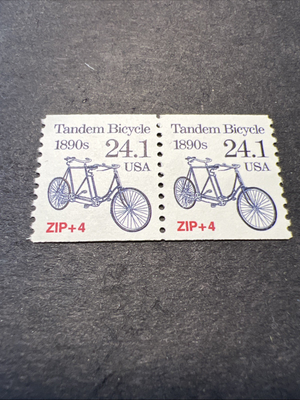 Tandem Bicycle
1890s 24.1
USA
ZIP+4
Tandem Bicycle
1890s 24.1
USA
ZIP+4